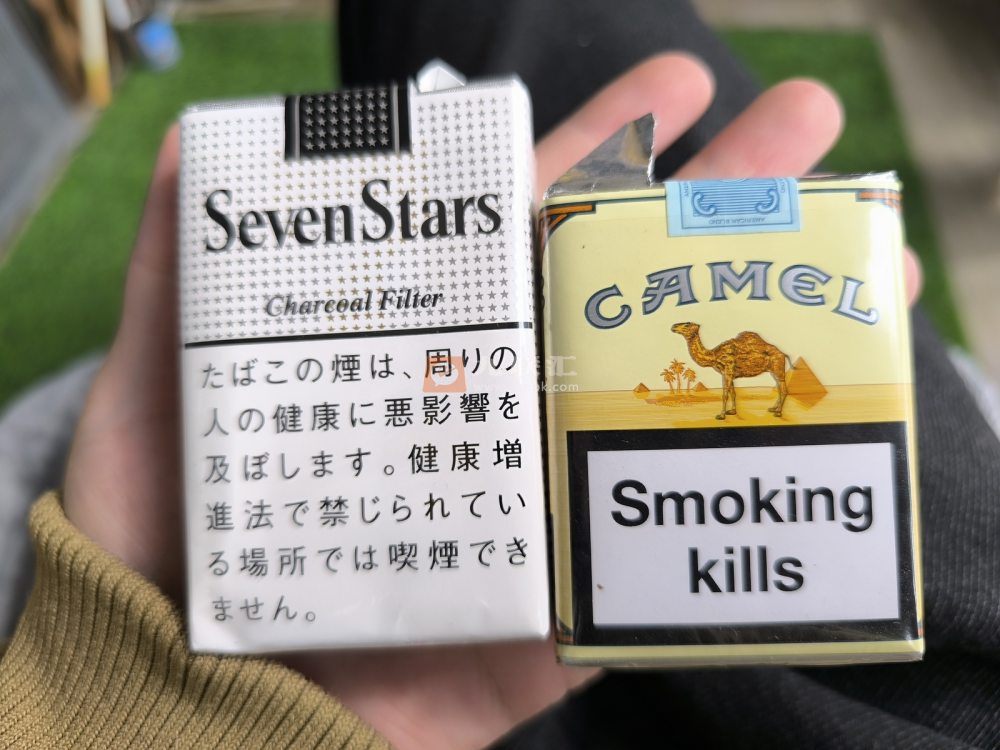 Seven Stars
Charcoal Filter
たばこの煙は、周りの
人の健康に悪影響を
及ぼします。健康増
進法で禁じられてい
る場所では喫煙でき
ません。
AMERICAN BLEND
CAMEL
Smoking
kills